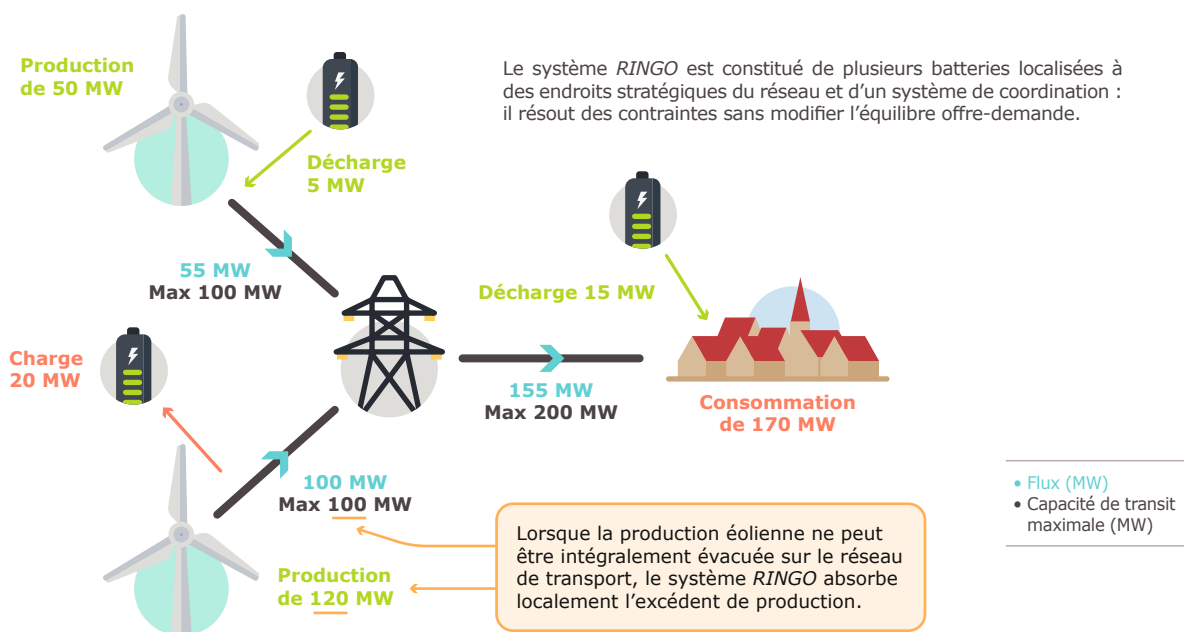 Production
de 50 MW
Le système RINGO est constitué de plusieurs batteries localisées à
des endroits stratégiques du réseau et d’un système de coordination :
il résout des contraintes sans modifier l’équilibre offre-demande.
Décharge
5 MW
55 MW
Max 100 MW
Décharge 15 MW
Charge
20 MW
155 MW
Max 200 MW
Consommation
de 170 MW
100 MW
Max 100 MW
• Flux (MW)
• Capacité de transit
maximale (MW)
Lorsque la production éolienne ne peut
être intégralement évacuée sur le réseau
de transport, le système RINGO absorbe
localement l’excédent de production.
Production
de 120 MW